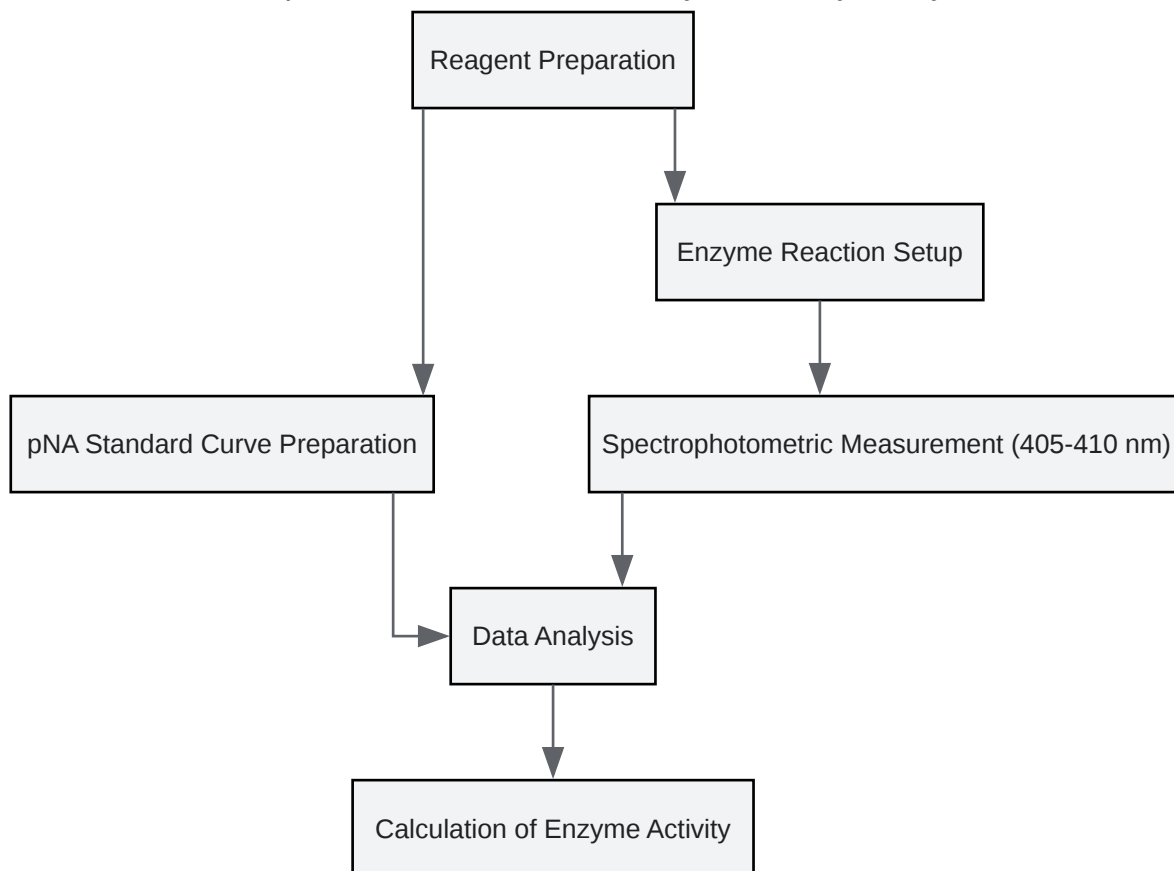 Reagent Preparation
Enzyme Reaction Setup
pNA Standard Curve Preparation
Spectrophotometric Measurement (405-410 nm)
Data Analysis
Calculation of Enzyme Activity